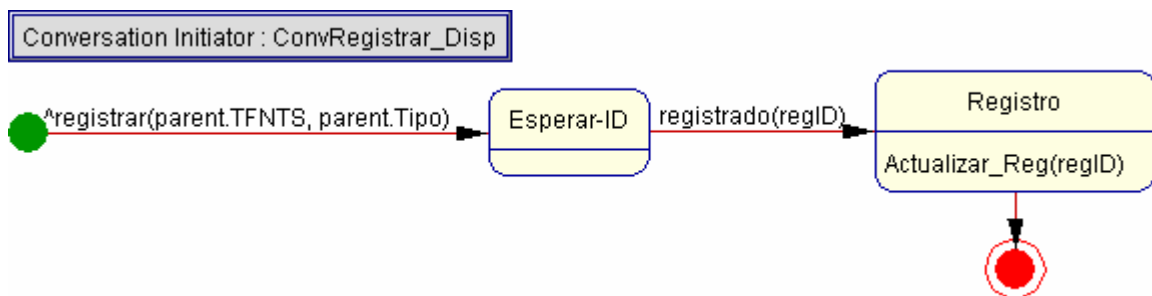 Conversation Initiator : ConvRegistrar_Disp
^registrar(parent.TFNTS, parent.Tipo)
Esperar-ID
registrado(regID)
Registro
Actualizar_Reg(regID)